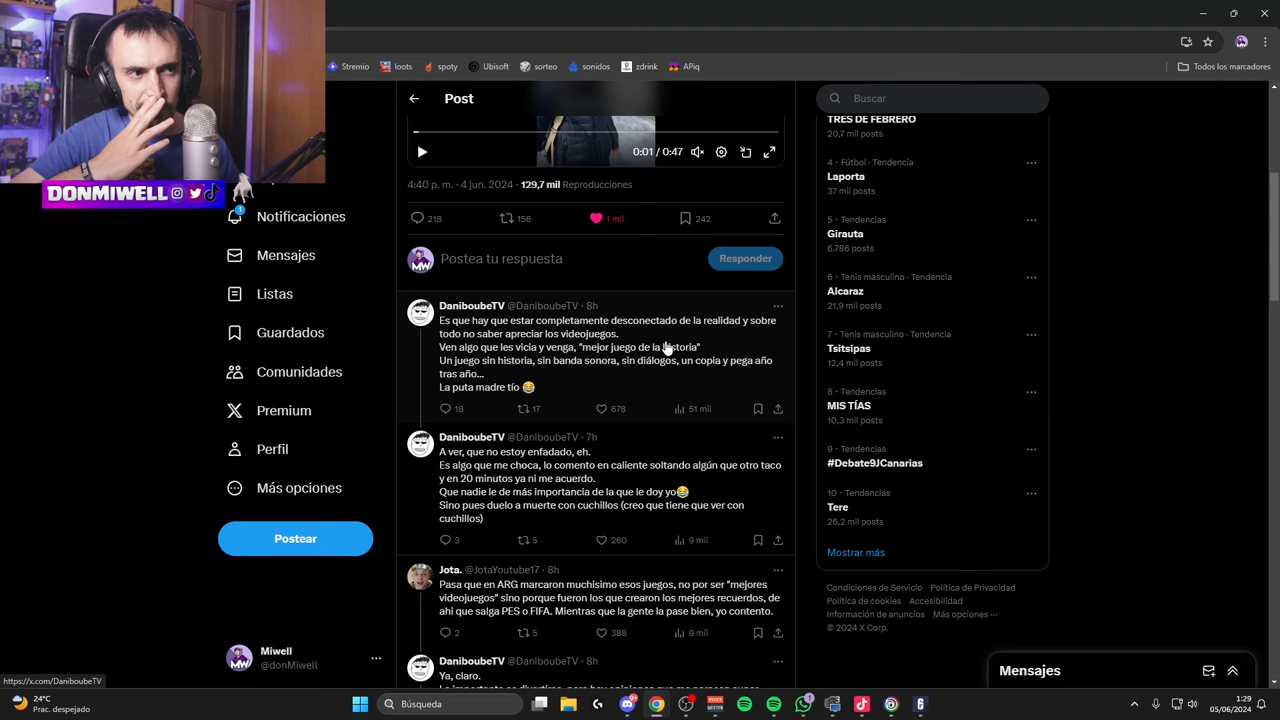 Stremio
loots
spoty
Ubisoft
sorteo
sonidos
zdrink
APiq
Todos los marcadores
DONMIWELL
Notificaciones
Mensajes
Listas
Guardados
Comunidades
Premium
Perfil
Más opciones
Postear
Miwell
@donMiwell
https://x.com/DaniboubeTV
Post
0:01 / 0:47
4:40 p. m. · 4 jun. 2024 · 129,7 mil Reproducciones
218
156
1 mil
242
Postea tu respuesta
Responder
DaniboubeTV @DaniboubeTV · 8h
Es que hay que estar completamente desconectado de la realidad y sobre
todo no saber apreciar los videojuegos.
Ven algo que les vicia y venga, "mejor juego de la historia"
Un juego sin historia, sin banda sonora, sin diálogos, un copia y pega año
tras año...
La puta madre tío 😂
18
17
678
51 mil
DaniboubeTV @DaniboubeTV · 7h
A ver, que no estoy enfadado, eh.
Es algo que me choca, lo comento en caliente soltando algún que otro taco
y en 20 minutos ya ni me acuerdo.
Que nadie le de más importancia de la que le doy yo😂
Sino pues duelo a muerte con cuchillos (creo que tiene que ver con
cuchillos)
3
5
260
9 mil
Jota. @JotaYoutube17 · 8h
Pasa que en ARG marcaron muchisimo esos juegos, no por ser "mejores
videojuegos" sino porque fueron los que crearon los mejores recuerdos, de
ahi que salga PES o FIFA. Mientras que la gente la pase bien, yo contento.
2
5
388
9 mil
DaniboubeTV @DaniboubeTV · 8h
Ya, claro.
Buscar
TRES DE FEBRERO
20,7 mil posts
4 · Fútbol · Tendencia
Laporta
37 mil posts
5 · Tendencias
Girauta
6.786 posts
6 · Tenis masculino · Tendencia
Alcaraz
21,9 mil posts
7 · Tenis masculino · Tendencia
Tsitsipas
12,4 mil posts
8 · Tendencias
MIS TÍAS
10,3 mil posts
9 · Tendencias
#Debate9JCanarias
10 · Tendencias
Tere
26,2 mil posts
Mostrar más
Condiciones de Servicio Política de Privacidad
Política de cookies Accesibilidad
Información de anuncios Más opciones ···
© 2024 X Corp.
Mensajes
24°C
Prac. despejado
Búsqueda
1:29
05/06/2024